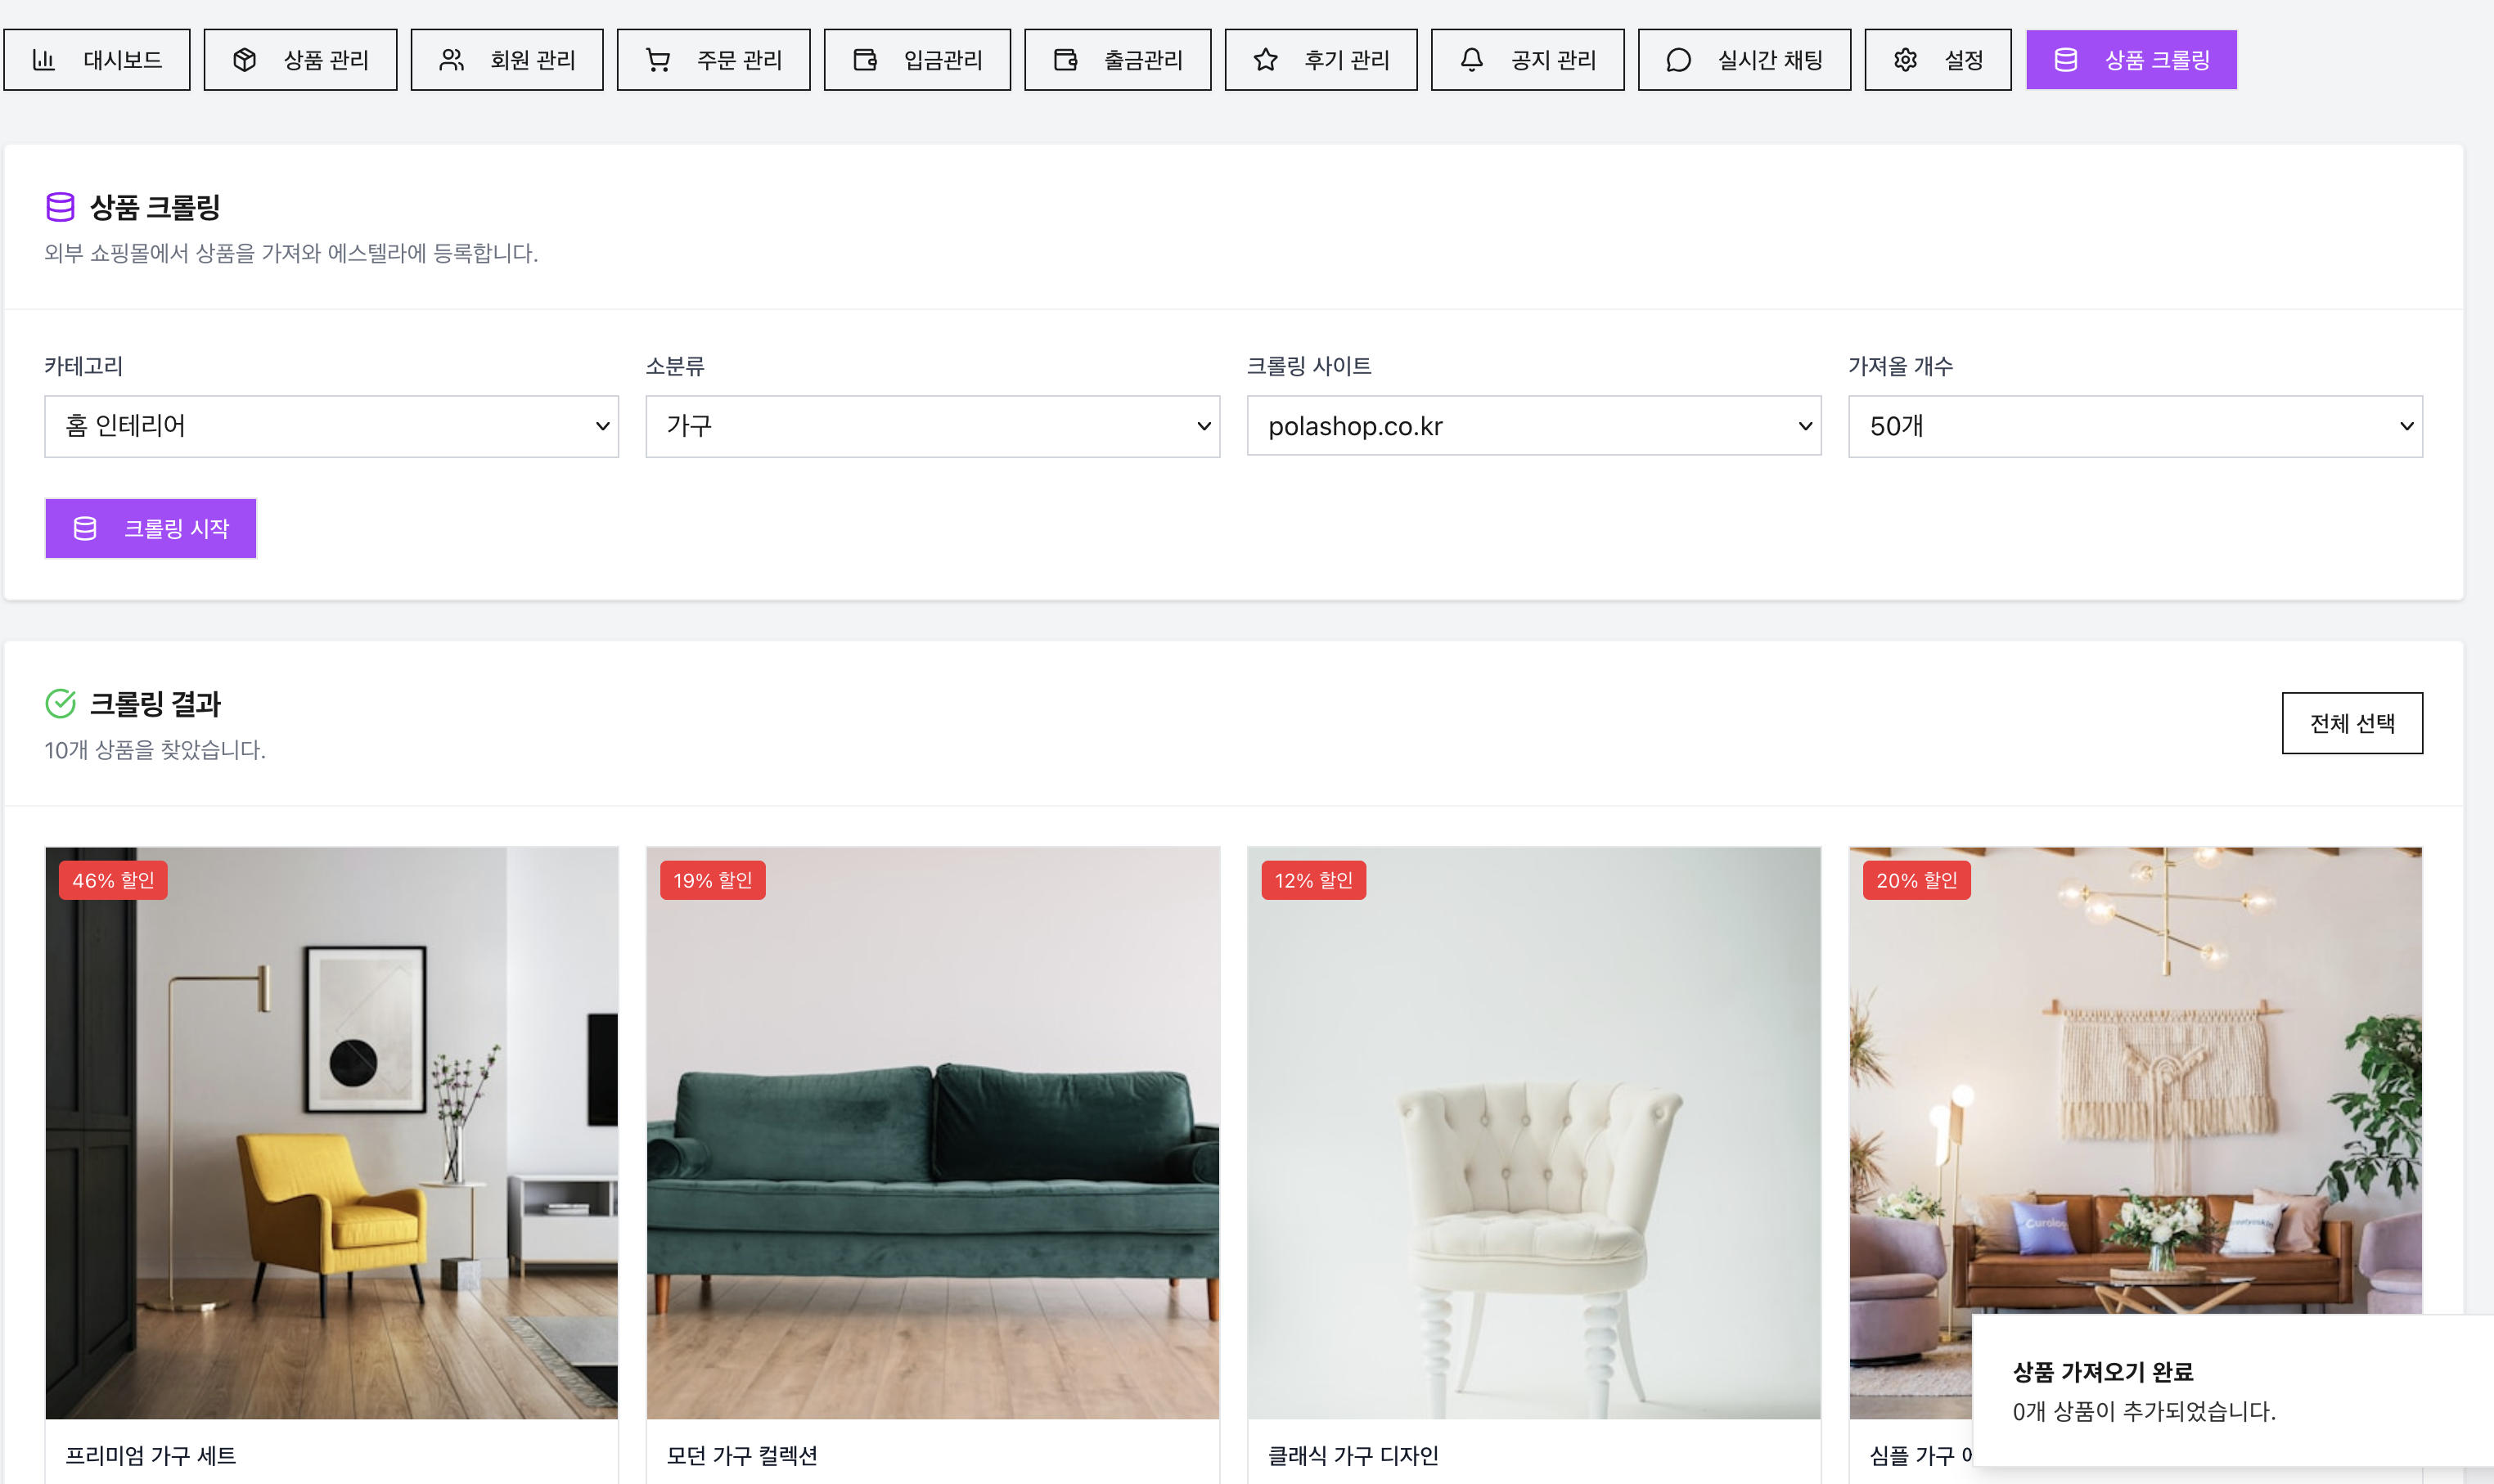 대시보드
상품 관리
회원 관리
주문 관리
입금관리
출금관리
후기 관리
공지 관리
실시간 채팅
설정
상품 크롤링
상품 크롤링
외부 쇼핑몰에서 상품을 가져와 에스텔라에 등록합니다.
카테고리
소분류
크롤링 사이트
가져올 개수
홈 인테리어
가구
polashop.co.kr
50개
크롤링 시작
크롤링 결과
10개 상품을 찾았습니다.
전체 선택
46% 할인
19% 할인
12% 할인
20% 할인
프리미엄 가구 세트
모던 가구 컬렉션
클래식 가구 디자인
심플 가구
상품 가져오기 완료
0개 상품이 추가되었습니다.